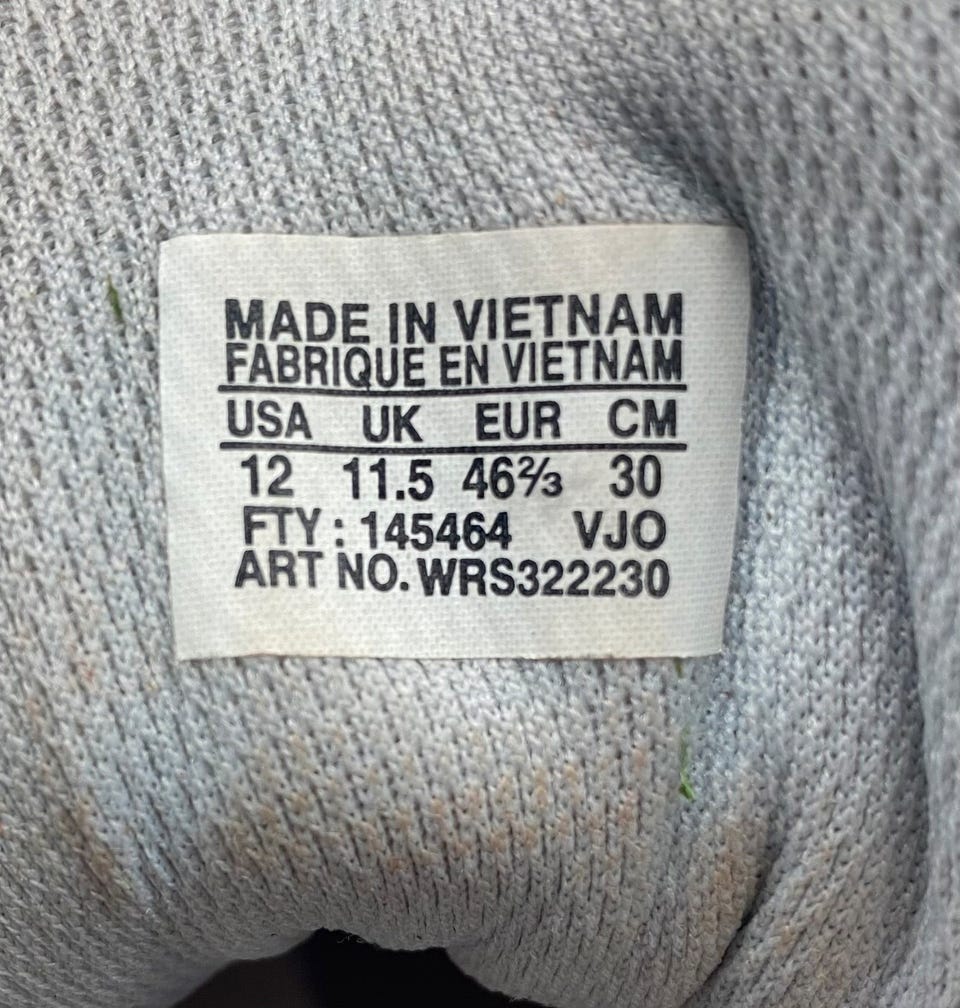 MADE IN VIETNAM
FABRIQUE EN VIETNAM
USA UK EUR CM
12 11.5 46⅔ 30
FTY : 145464 VJO
ART NO. WRS322230